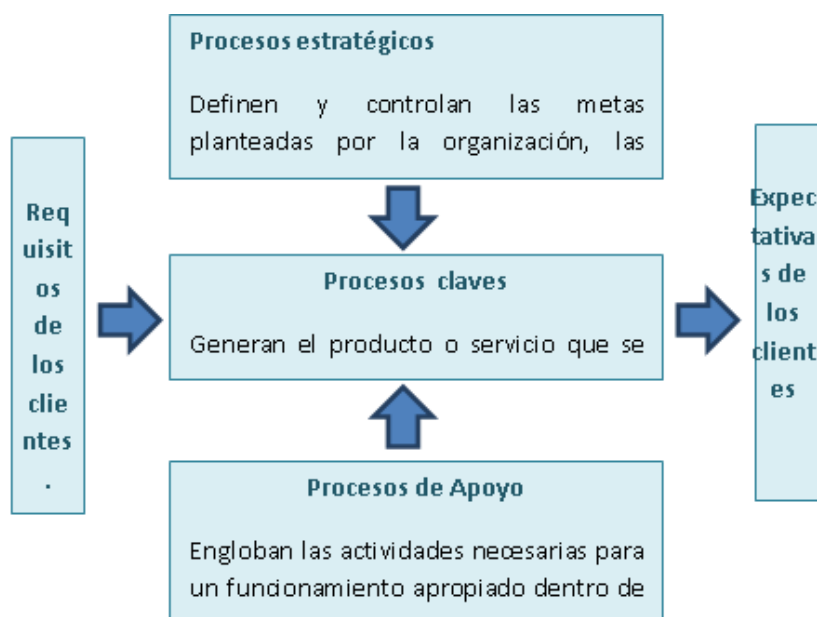 Procesos estratégicos
Definen y controlan las metas
planteadas por la organización, las
Req
uisit
os
de
los
clie
ntes
.
Procesos claves
Generan el producto o servicio que se
Expec
tativa
s de
los
client
es
Procesos de Apoyo
Engloban las actividades necesarias para
un funcionamiento apropiado dentro de